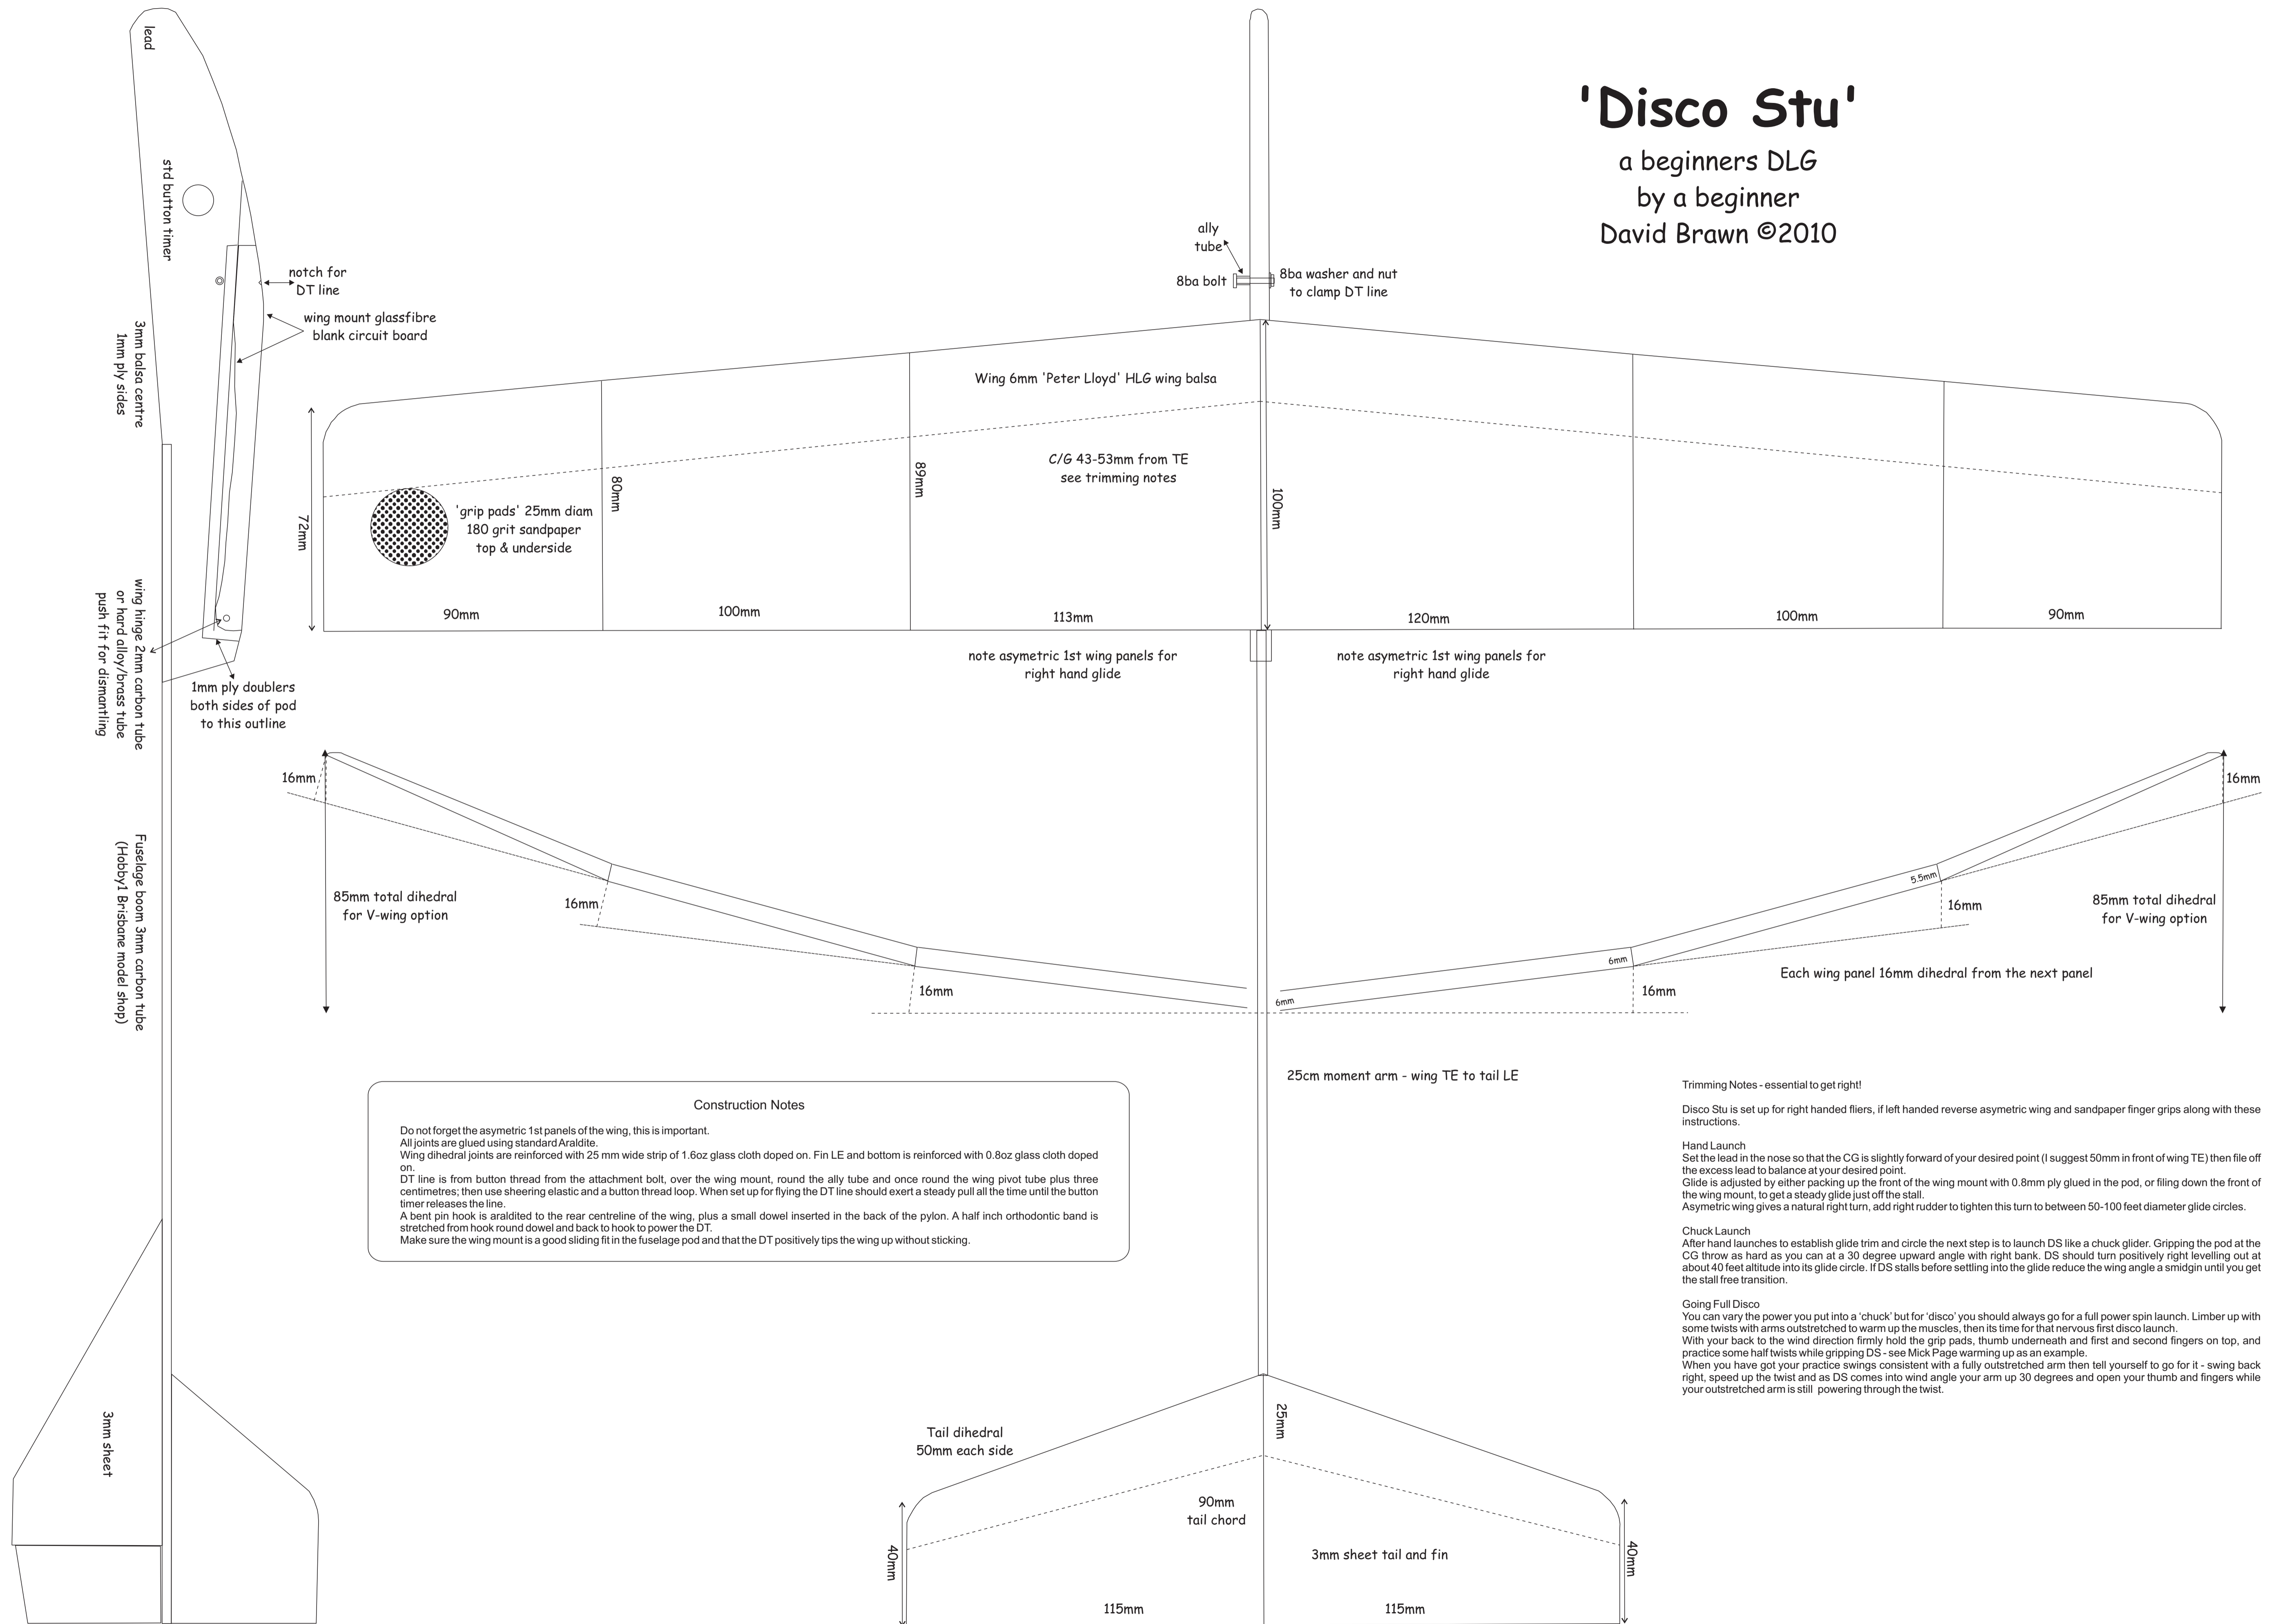 'Disco Stu'
a beginners DLG
by a beginner
David Brawn ©2010
lead
std button timer
notch for
DT line
wing mount glassfibre
blank circuit board
3mm balsa centre
1mm ply sides
wing hinge 2mm carbon tube
or hard alloy/brass tube
push fit for dismantling
1mm ply doublers
both sides of pod
to this outline
Fuselage boom 3mm carbon tube
(Hobby1 Brisbane model shop)
3mm sheet
ally
tube
8ba bolt
8ba washer and nut
to clamp DT line
Wing 6mm 'Peter Lloyd' HLG wing balsa
C/G 43-53mm from TE
see trimming notes
'grip pads' 25mm diam
180 grit sandpaper
top & underside
72mm
80mm
89mm
100mm
90mm
100mm
113mm
120mm
100mm
90mm
note asymetric 1st wing panels for
right hand glide
note asymetric 1st wing panels for
right hand glide
16mm
16mm
16mm
85mm total dihedral
for V-wing option
6mm
6mm
5.5mm
16mm
16mm
16mm
85mm total dihedral
for V-wing option
Each wing panel 16mm dihedral from the next panel
25cm moment arm - wing TE to tail LE
Construction Notes
Do not forget the asymetric 1st panels of the wing, this is important.
All joints are glued using standard Araldite.
Wing dihedral joints are reinforced with 25 mm wide strip of 1.6oz glass cloth doped on. Fin LE and bottom is reinforced with 0.8oz glass cloth doped
on.
DT line is from button thread from the attachment bolt, over the wing mount, round the ally tube and once round the wing pivot tube plus three
centimetres; then use sheering elastic and a button thread loop. When set up for flying the DT line should exert a steady pull all the time until the button
timer releases the line.
A bent pin hook is araldited to the rear centreline of the wing, plus a small dowel inserted in the back of the pylon. A half inch orthodontic band is
stretched from hook round dowel and back to hook to power the DT.
Make sure the wing mount is a good sliding fit in the fuselage pod and that the DT positively tips the wing up without sticking.
Trimming Notes - essential to get right!
Disco Stu is set up for right handed fliers, if left handed reverse asymetric wing and sandpaper finger grips along with these
instructions.
Hand Launch
Set the lead in the nose so that the CG is slightly forward of your desired point (I suggest 50mm in front of wing TE) then file off
the excess lead to balance at your desired point.
Glide is adjusted by either packing up the front of the wing mount with 0.8mm ply glued in the pod, or filing down the front of
the wing mount, to get a steady glide just off the stall.
Asymetric wing gives a natural right turn, add right rudder to tighten this turn to between 50-100 feet diameter glide circles.
Chuck Launch
After hand launches to establish glide trim and circle the next step is to launch DS like a chuck glider. Gripping the pod at the
CG throw as hard as you can at a 30 degree upward angle with right bank. DS should turn positively right levelling out at
about 40 feet altitude into its glide circle. If DS stalls before settling into the glide reduce the wing angle a smidgin until you get
the stall free transition.
Going Full Disco
You can vary the power you put into a ‘chuck’ but for ‘disco’ you should always go for a full power spin launch. Limber up with
some twists with arms outstretched to warm up the muscles, then its time for that nervous first disco launch.
With your back to the wind direction firmly hold the grip pads, thumb underneath and first and second fingers on top, and
practice some half twists while gripping DS - see Mick Page warming up as an example.
When you have got your practice swings consistent with a fully outstretched arm then tell yourself to go for it - swing back
right, speed up the twist and as DS comes into wind angle your arm up 30 degrees and open your thumb and fingers while
your outstretched arm is still powering through the twist.
Tail dihedral
50mm each side
25mm
90mm
tail chord
3mm sheet tail and fin
40mm
40mm
115mm
115mm